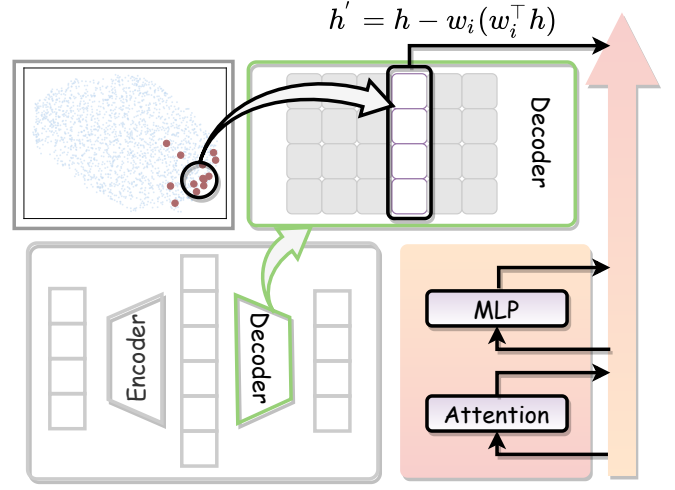 h' = h − w_i(w_i^⊤ h)
Decoder
Encoder
Decoder
MLP
Attention